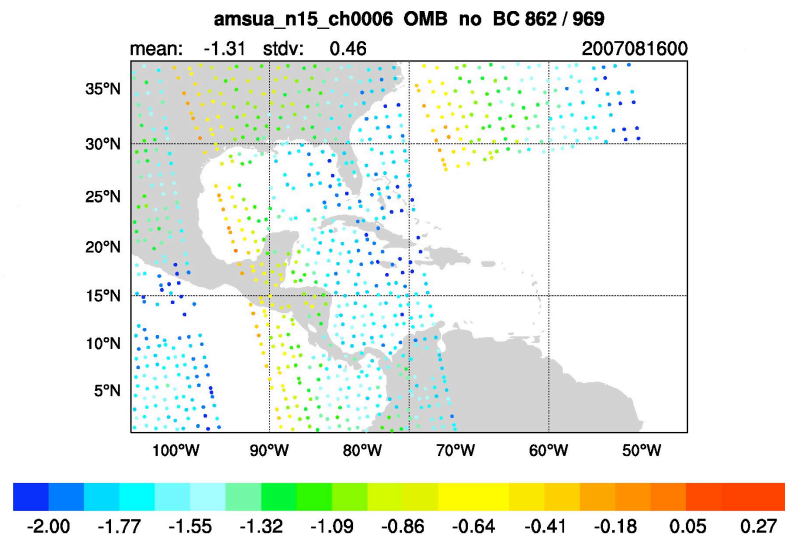 amsua_n15_ch0006 OMB no BC 862 / 969
mean: -1.31 stdv: 0.46 2007081600
35°N
30°N
25°N
20°N
15°N
10°N
5°N
100°W 90°W 80°W 70°W 60°W 50°W
-2.00 -1.77 -1.55 -1.32 -1.09 -0.86 -0.64 -0.41 -0.18 0.05 0.27